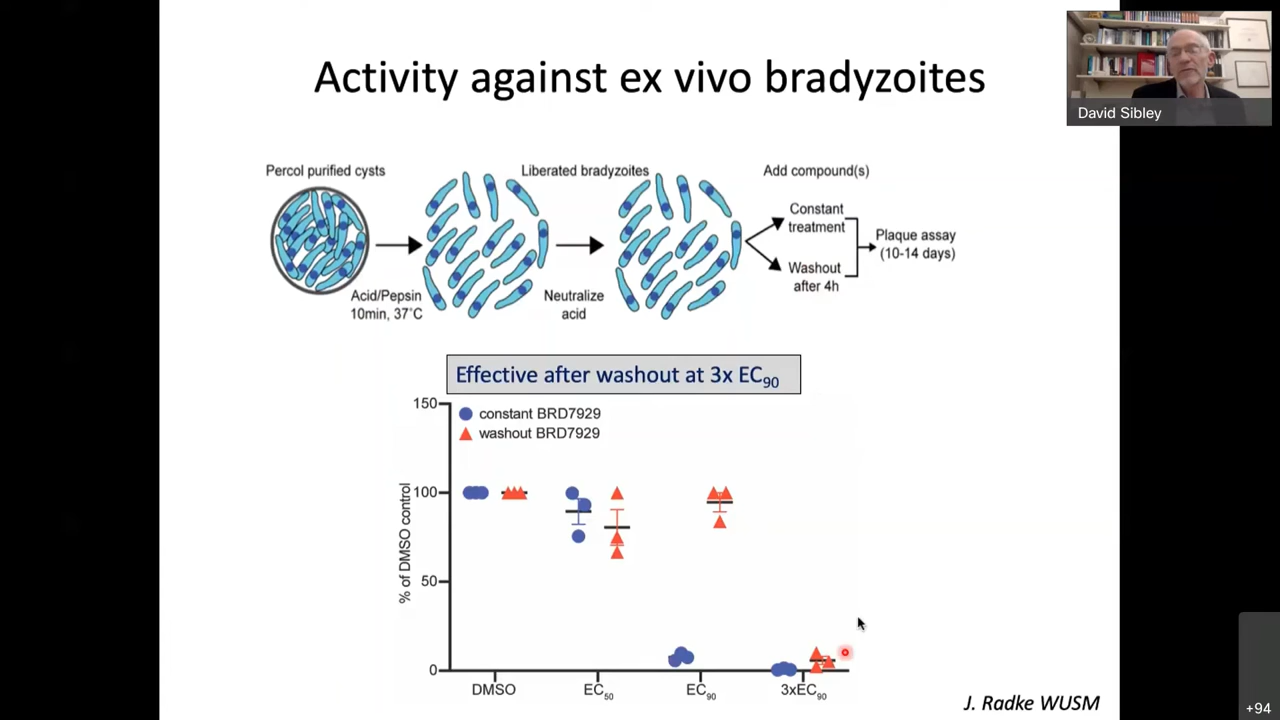 Activity against ex vivo bradyzoites
David Sibley
Percol purified cysts
Liberated bradyzoites
Add compound(s)
Constant
treatment
Washout
after 4h
Plaque assay
(10-14 days)
Acid/Pepsin
10min, 37˚C
Neutralize
acid
Effective after washout at 3x EC90
constant BRD7929
washout BRD7929
% of DMSO control
150
100
50
0
DMSO
EC50
EC90
3xEC90
J. Radke WUSM
+94